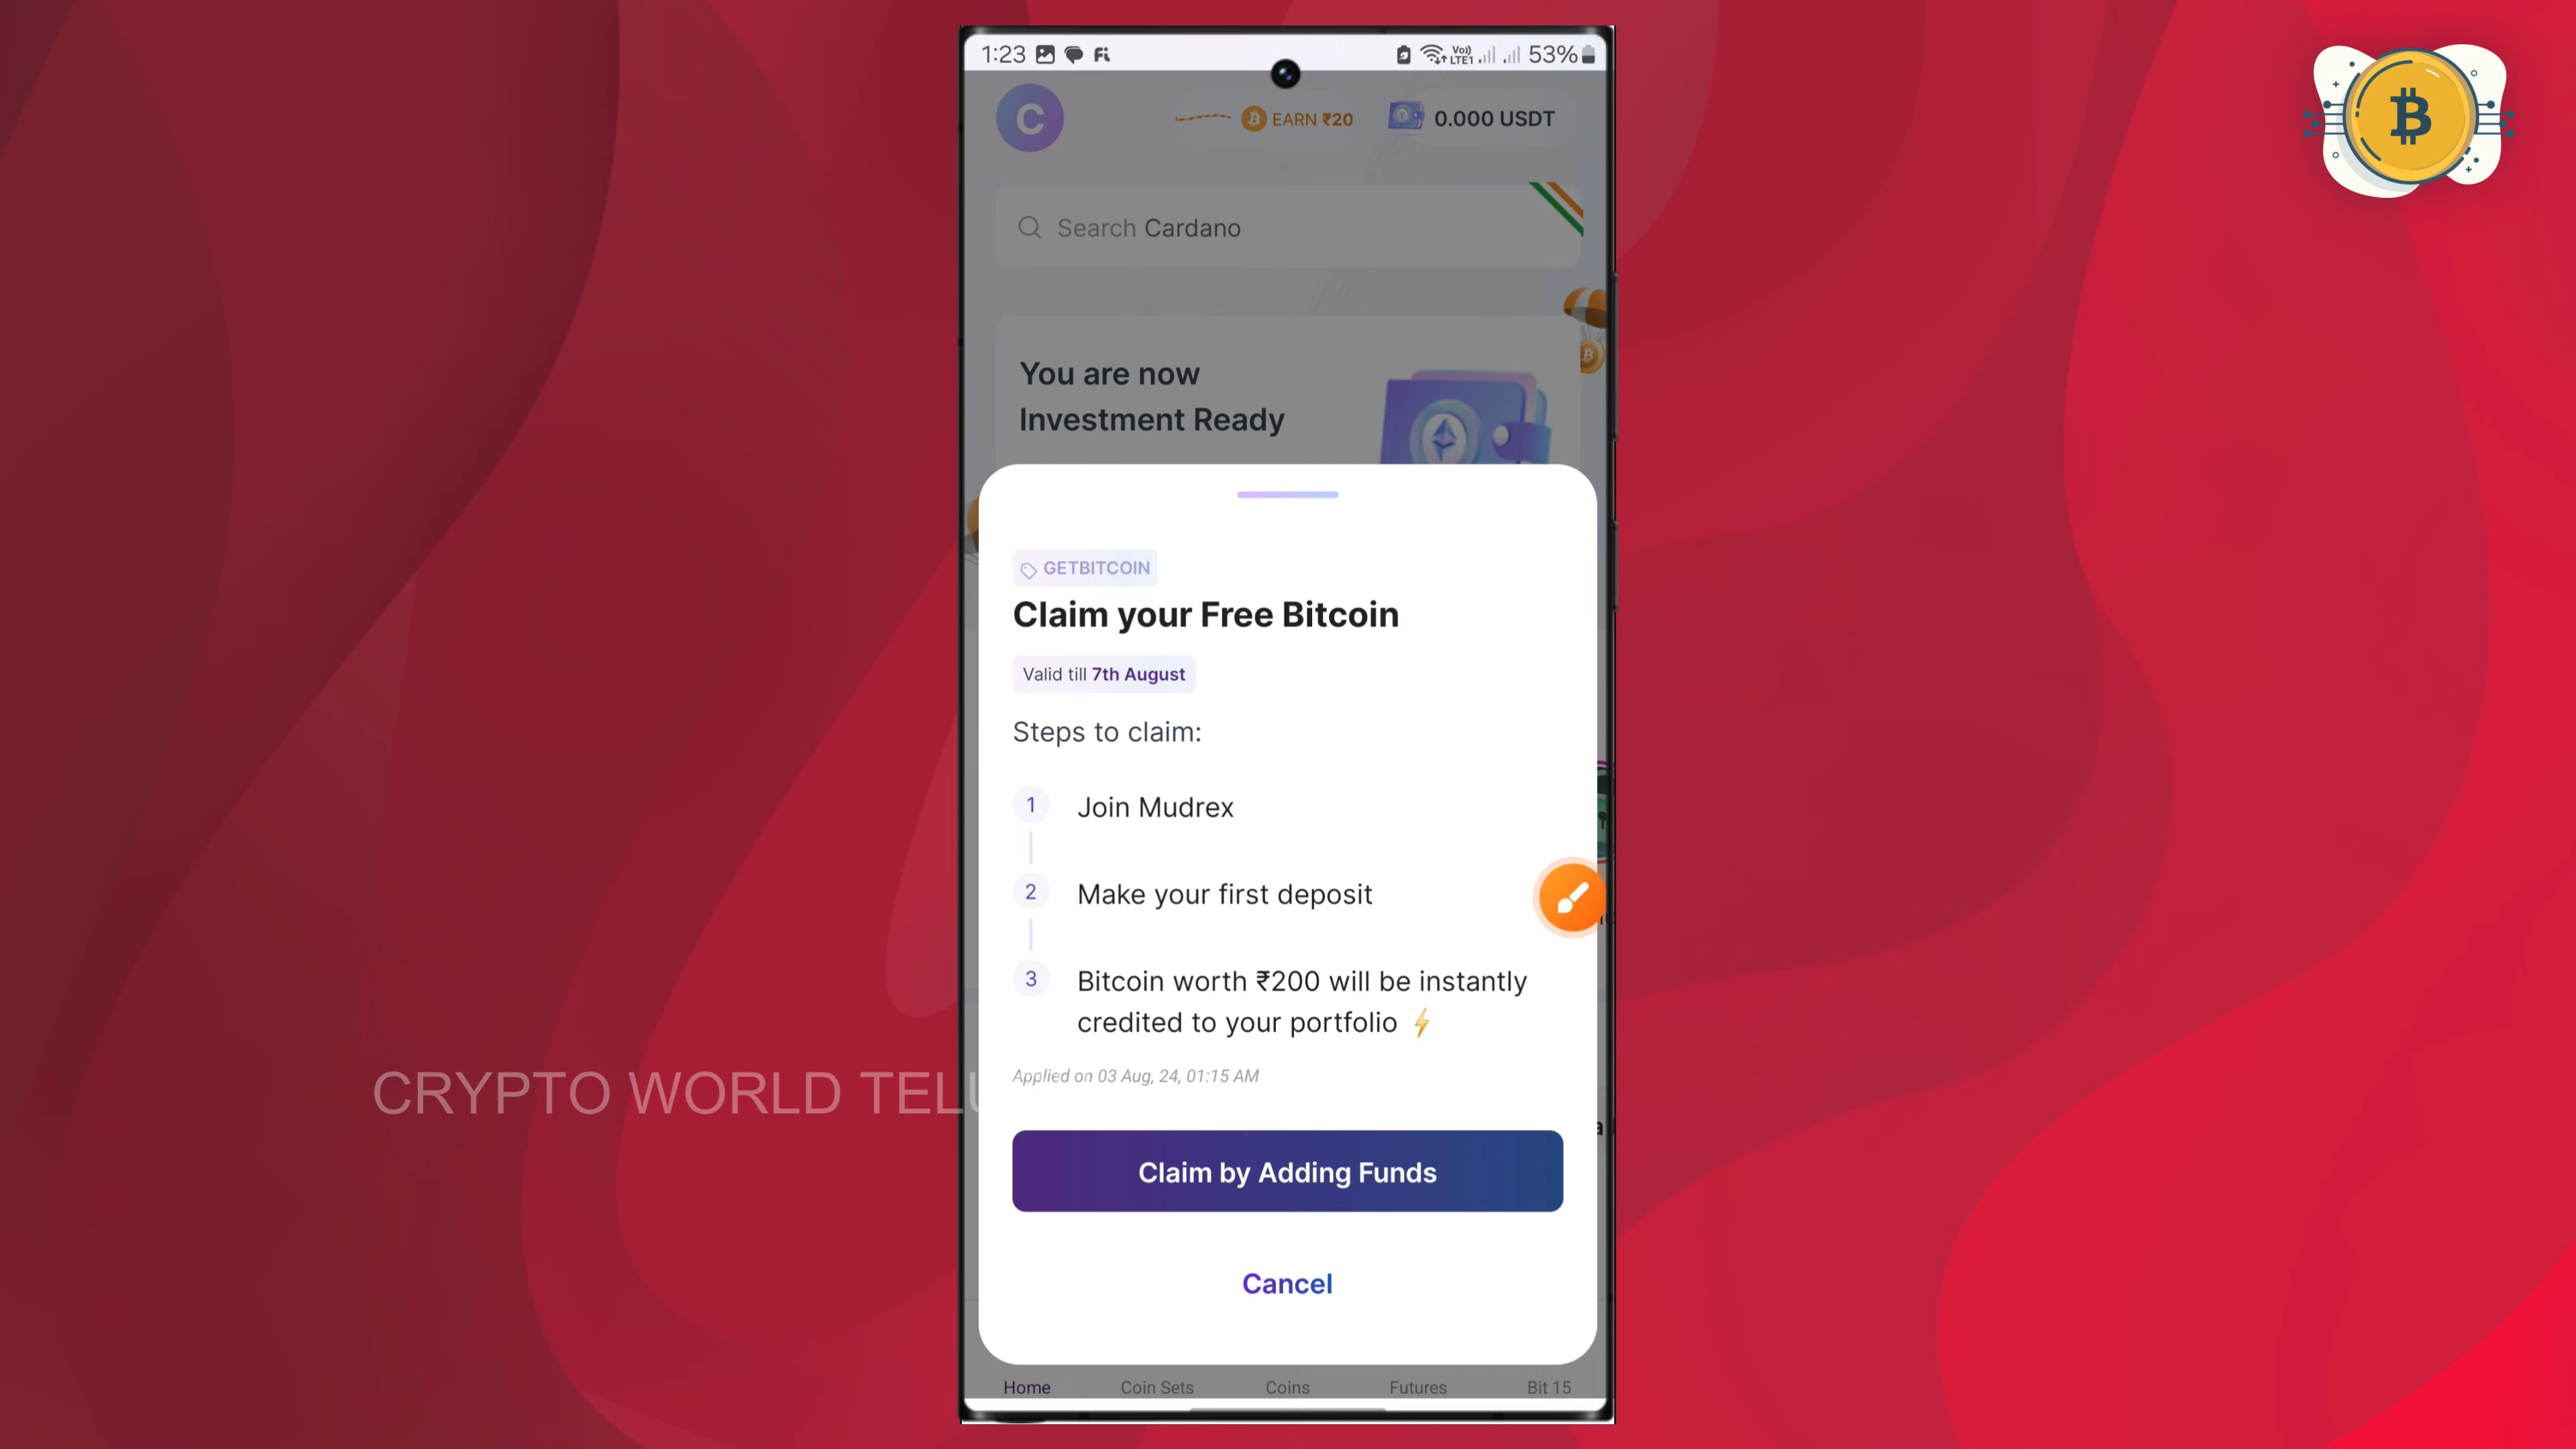 1:23
Vo))
LTE1
53%
C
EARN ₹20
0.000 USDT
Search Cardano
You are now
Investment Ready
GETBITCOIN
Claim your Free Bitcoin
Valid till 7th August
Steps to claim:
1 Join Mudrex
2 Make your first deposit
3 Bitcoin worth ₹200 will be instantly
credited to your portfolio ⚡
Applied on 03 Aug, 24, 01:15 AM
CRYPTO WORLD TELU
Claim by Adding Funds
Cancel
Home Coin Sets Coins Futures Bit 15